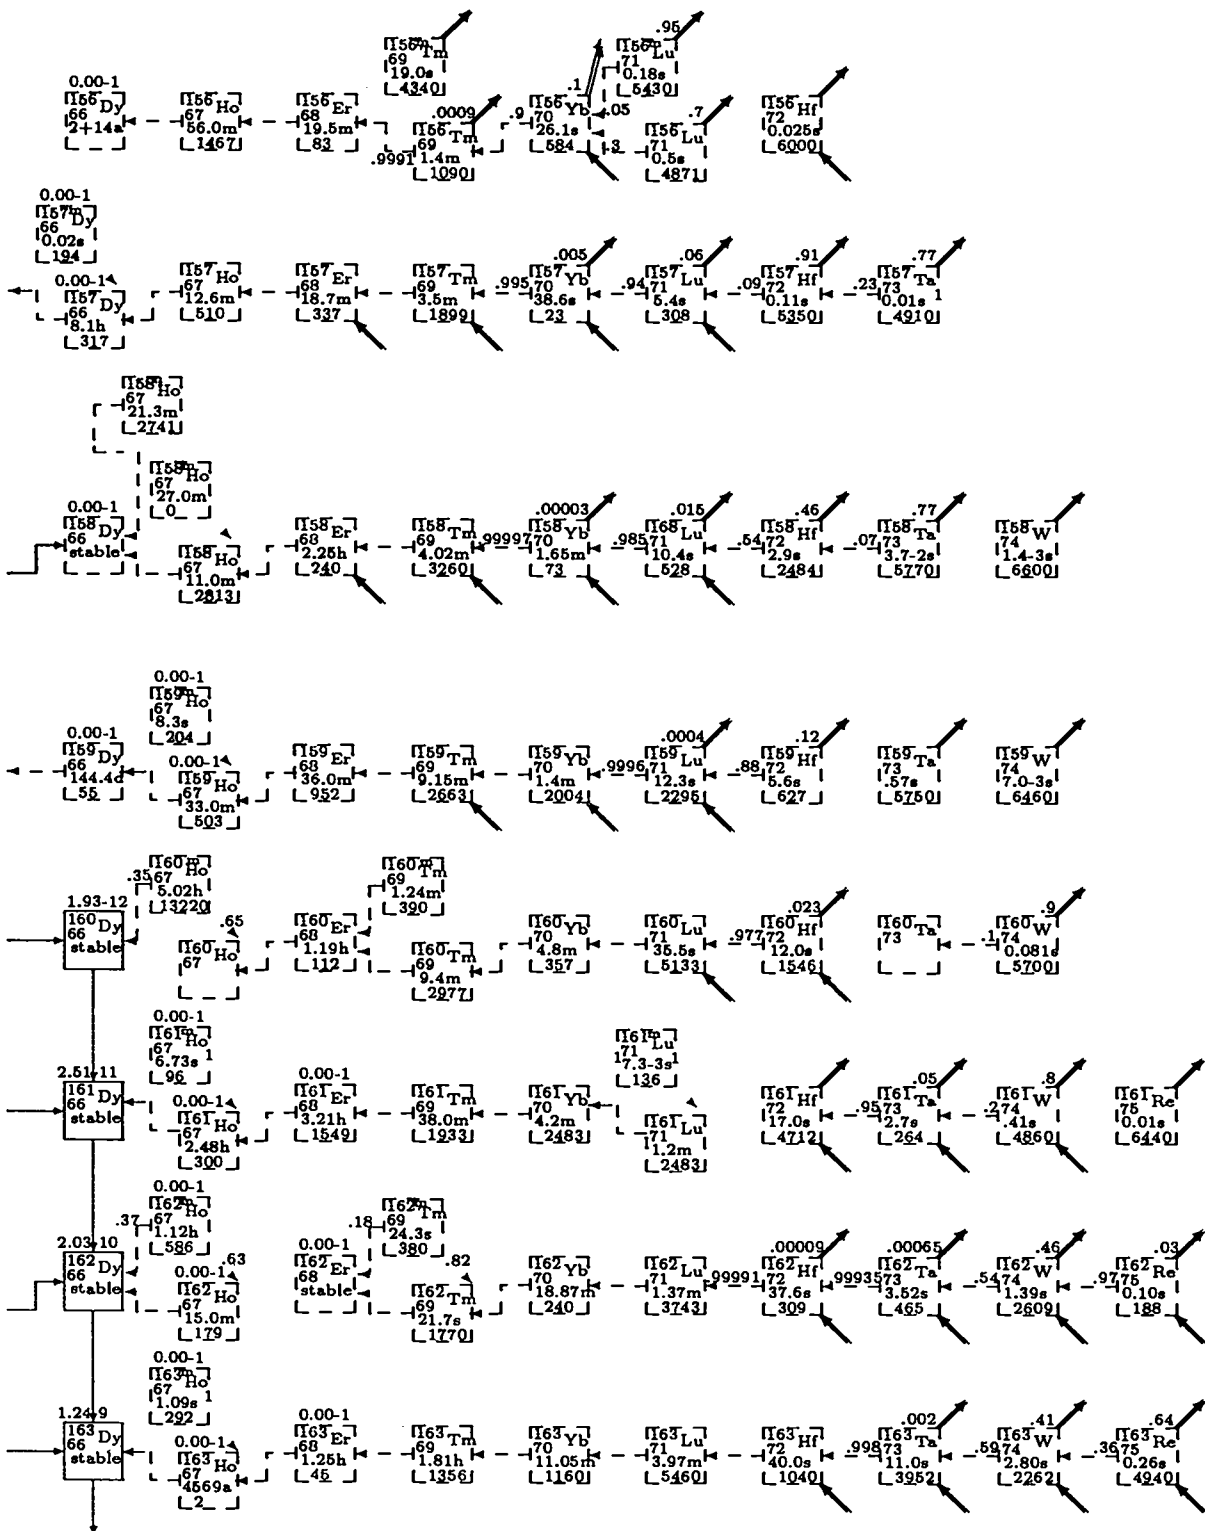 156m Tm
69
19.0s
4340
.95
156m Lu
71
0.18s
5430
0.00-1
156 Dy
66
2+14a
156 Ho
67
56.0m
1467
156 Er
68
19.5m
83
.9991
.0009
156 Tm
69
1.4m
1090
.9
.1
156 Yb
70
26.1s
584
.05
.3
.7
156 Lu
71
0.5s
4871
156 Hf
72
0.025s
6000
0.00-1
157m Dy
66
0.02s
194
0.00-1
157 Dy
66
8.1h
317
157 Ho
67
12.6m
510
157 Er
68
18.7m
337
157 Tm
69
3.5m
1899
.995
.005
157 Yb
70
38.6s
23
.94
.06
157 Lu
71
5.4s
308
.09
.91
157 Hf
72
0.11s
5350
.23
.77
157 Ta
73
0.01s 1
4910
158 Ho
67
21.3m
2741
158m Ho
67
27.0m
0
0.00-1
158 Dy
66
stable
158 Ho
67
11.0m
2813
158 Er
68
2.25h
240
158 Tm
69
4.02m
3260
.99997
.00003
158 Yb
70
1.65m
73
.985
.015
168 Lu
71
10.4s
528
.54
.46
158 Hf
72
2.9s
2484
.07
.77
158 Ta
73
3.7-2s
5770
158 W
74
1.4-3s
6600
0.00-1
159m Ho
67
8.3s
204
0.00-1
159 Dy
66
144.4d
55
0.00-1
159 Ho
67
33.0m
503
159 Er
68
36.0m
952
159 Tm
69
9.15m
2663
159 Yb
70
1.4m
2004
.9996
.0004
159 Lu
71
12.3s
2295
.88
.12
159 Hf
72
5.6s
627
159 Ta
73
.57s
5750
159 W
74
7.0-3s
6460
.35
160m Ho
67
5.02h
13220
160m Tm
69
1.24m
390
1.93-12
160 Dy
66
stable
.65
160 Ho
67
160 Er
68
1.19h
112
160 Tm
69
9.4m
2977
160 Yb
70
4.8m
357
160 Lu
71
35.5s
5133
.977
.023
160 Hf
72
12.0s
1546
160 Ta
73
.1
.9
160 W
74
0.081s
5700
0.00-1
161m Ho
67
6.73s 1
96
161m Lu
71
17.3-3s1
136
2.51-11
161 Dy
66
stable
0.00-1
161 Ho
67
2.48h
300
0.00-1
161 Er
68
3.21h
1549
161 Tm
69
38.0m
1933
161 Yb
70
4.2m
2483
161 Lu
71
1.2m
2483
161 Hf
72
17.0s
4712
.95
.05
161 Ta
73
2.7s
264
.2
.8
161 W
74
.41s
4860
161 Re
75
0.01s
6440
0.00-1
.37
162m Ho
67
1.12h
586
.18
162m Tm
69
24.3s
380
2.03-10
162 Dy
66
stable
0.00-1
.63
162 Ho
67
15.0m
179
0.00-1
162 Er
68
stable
.82
162 Tm
69
21.7s
1770
162 Yb
70
18.87m
240
162 Lu
71
1.37m
3743
.99991
.00009
162 Hf
72
37.6s
309
.99935
.00065
162 Ta
73
3.52s
465
.54
.46
162 W
74
1.39s
2609
.97
.03
162 Re
75
0.10s
188
0.00-1
163m Ho
67
1.09s 1
292
1.24-9
163 Dy
66
stable
0.00-1
163 Ho
67
4569a
2
0.00-1
163 Er
68
1.25h
45
163 Tm
69
1.81h
1356
163 Yb
70
11.05m
1160
163 Lu
71
3.97m
5460
163 Hf
72
40.0s
1040
.998
.002
163 Ta
73
11.0s
3952
.59
.41
163 W
74
2.80s
2262
.36
.64
163 Re
75
0.26s
4940